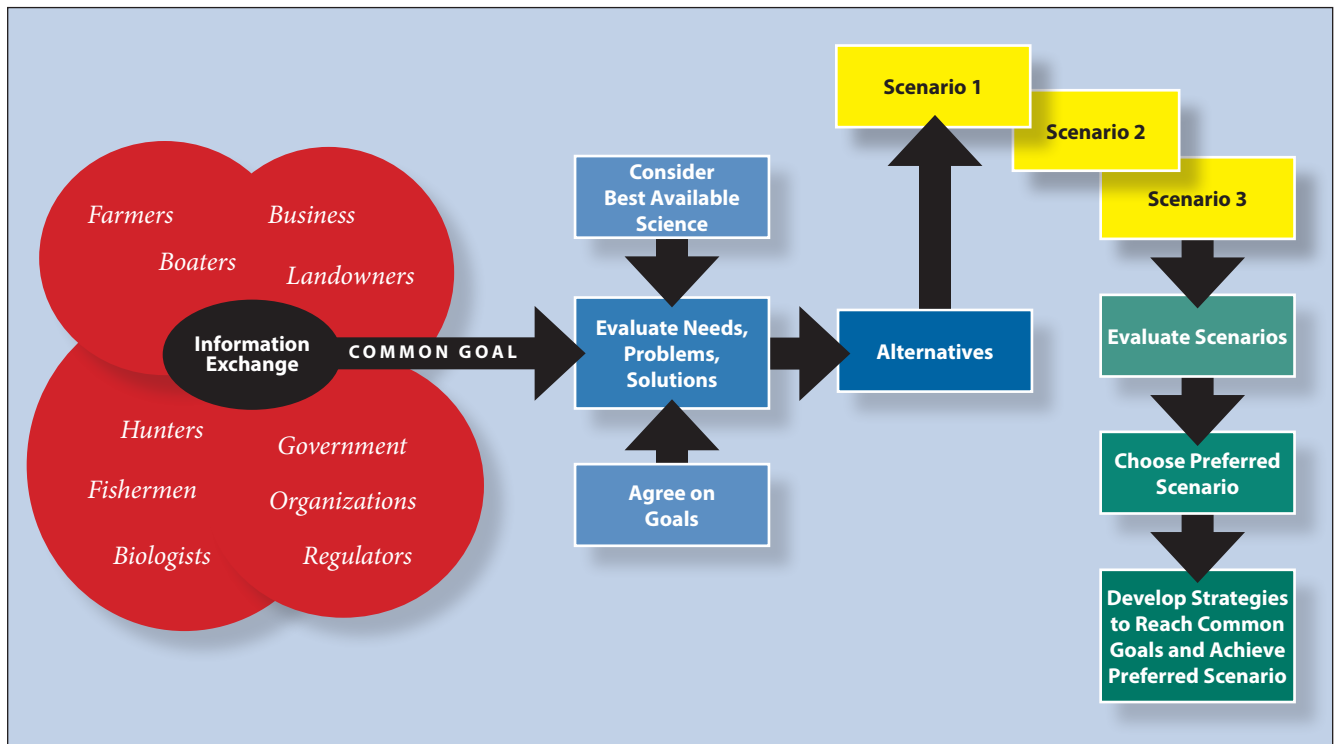 Farmers
Business
Boaters
Landowners
Information
Exchange
COMMON GOAL
Hunters
Government
Fishermen
Organizations
Biologists
Regulators
Consider
Best Available
Science
Evaluate Needs,
Problems,
Solutions
Agree on
Goals
Alternatives
Scenario 1
Scenario 2
Scenario 3
Evaluate Scenarios
Choose Preferred
Scenario
Develop Strategies
to Reach Common
Goals and Achieve
Preferred Scenario